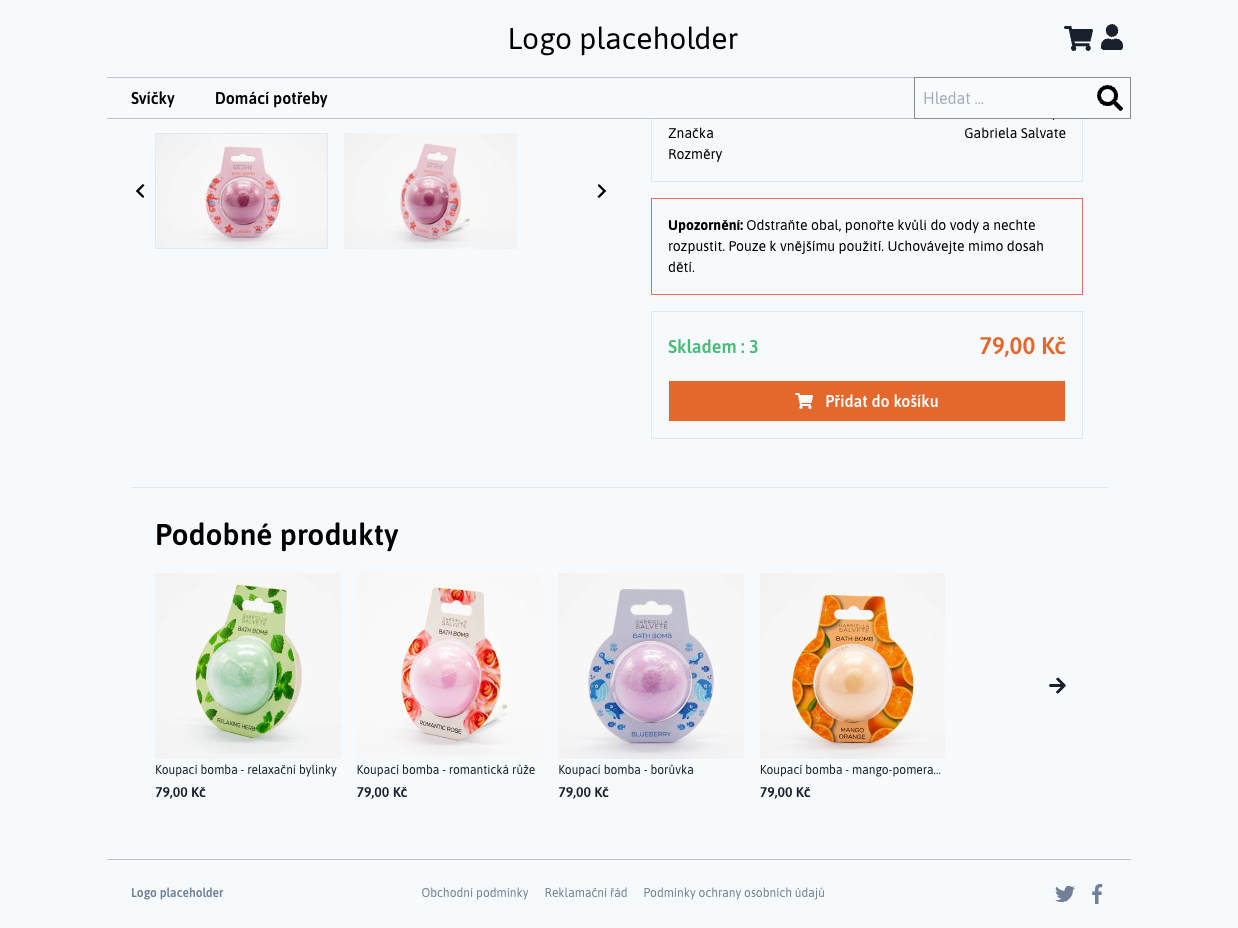 Logo placeholder
Svíčky
Domácí potřeby
Hledat ...
Značka
Gabriela Salvate
Rozměry
Upozornění: Odstraňte obal, ponořte kvůli do vody a nechte
rozpustit. Pouze k vnějšímu použití. Uchovávejte mimo dosah
dětí.
Skladem : 3
79,00 Kč
Přidat do košíku
Podobné produkty
GABRIELLA
SALVETE
BATH BOMB
RELAXING HERB
GABRIELLA
SALVETE
BATH BOMB
ROMANTIC ROSE
GABRIELLA
SALVETE
BATH BOMB
BLUEBERRY
GABRIELLA
SALVETE
BATH BOMB
MANGO
ORANGE
Koupací bomba - relaxační bylinky
Koupací bomba - romantická růže
Koupací bomba - borůvka
Koupací bomba - mango-pomera...
79,00 Kč
79,00 Kč
79,00 Kč
79,00 Kč
Logo placeholder
Obchodní podmínky
Reklamační řád
Podmínky ochrany osobních údajů